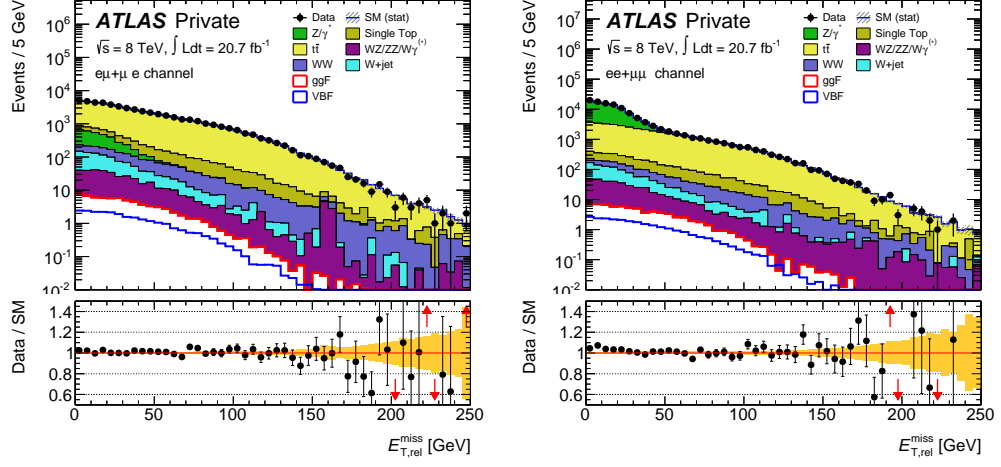 ATLAS Private
√s = 8 TeV, ∫ Ldt = 20.7 fb⁻¹
eμ+μ e channel
Data
SM (stat)
Z/γ*
Single Top
tt̄
WZ/ZZ/Wγ(*)
WW
W+jet
ggF
VBF
Events / 5 GeV
10⁷
10⁶
10⁵
10⁴
10³
10²
10
1
10⁻¹
10⁻²
Data / SM
1.4
1.2
1.0
0.8
0.6
0 50 100 150 200 250
E_T,rel^miss [GeV]
ATLAS Private
√s = 8 TeV, ∫ Ldt = 20.7 fb⁻¹
ee+μμ channel
Data
SM (stat)
Z/γ*
Single Top
tt̄
WZ/ZZ/Wγ(*)
WW
W+jet
ggF
VBF
Events / 5 GeV
10⁷
10⁶
10⁵
10⁴
10³
10²
10
1
10⁻¹
10⁻²
Data / SM
1.4
1.2
1
0.8
0.6
0 50 100 150 200 250
E_T,rel^miss [GeV]